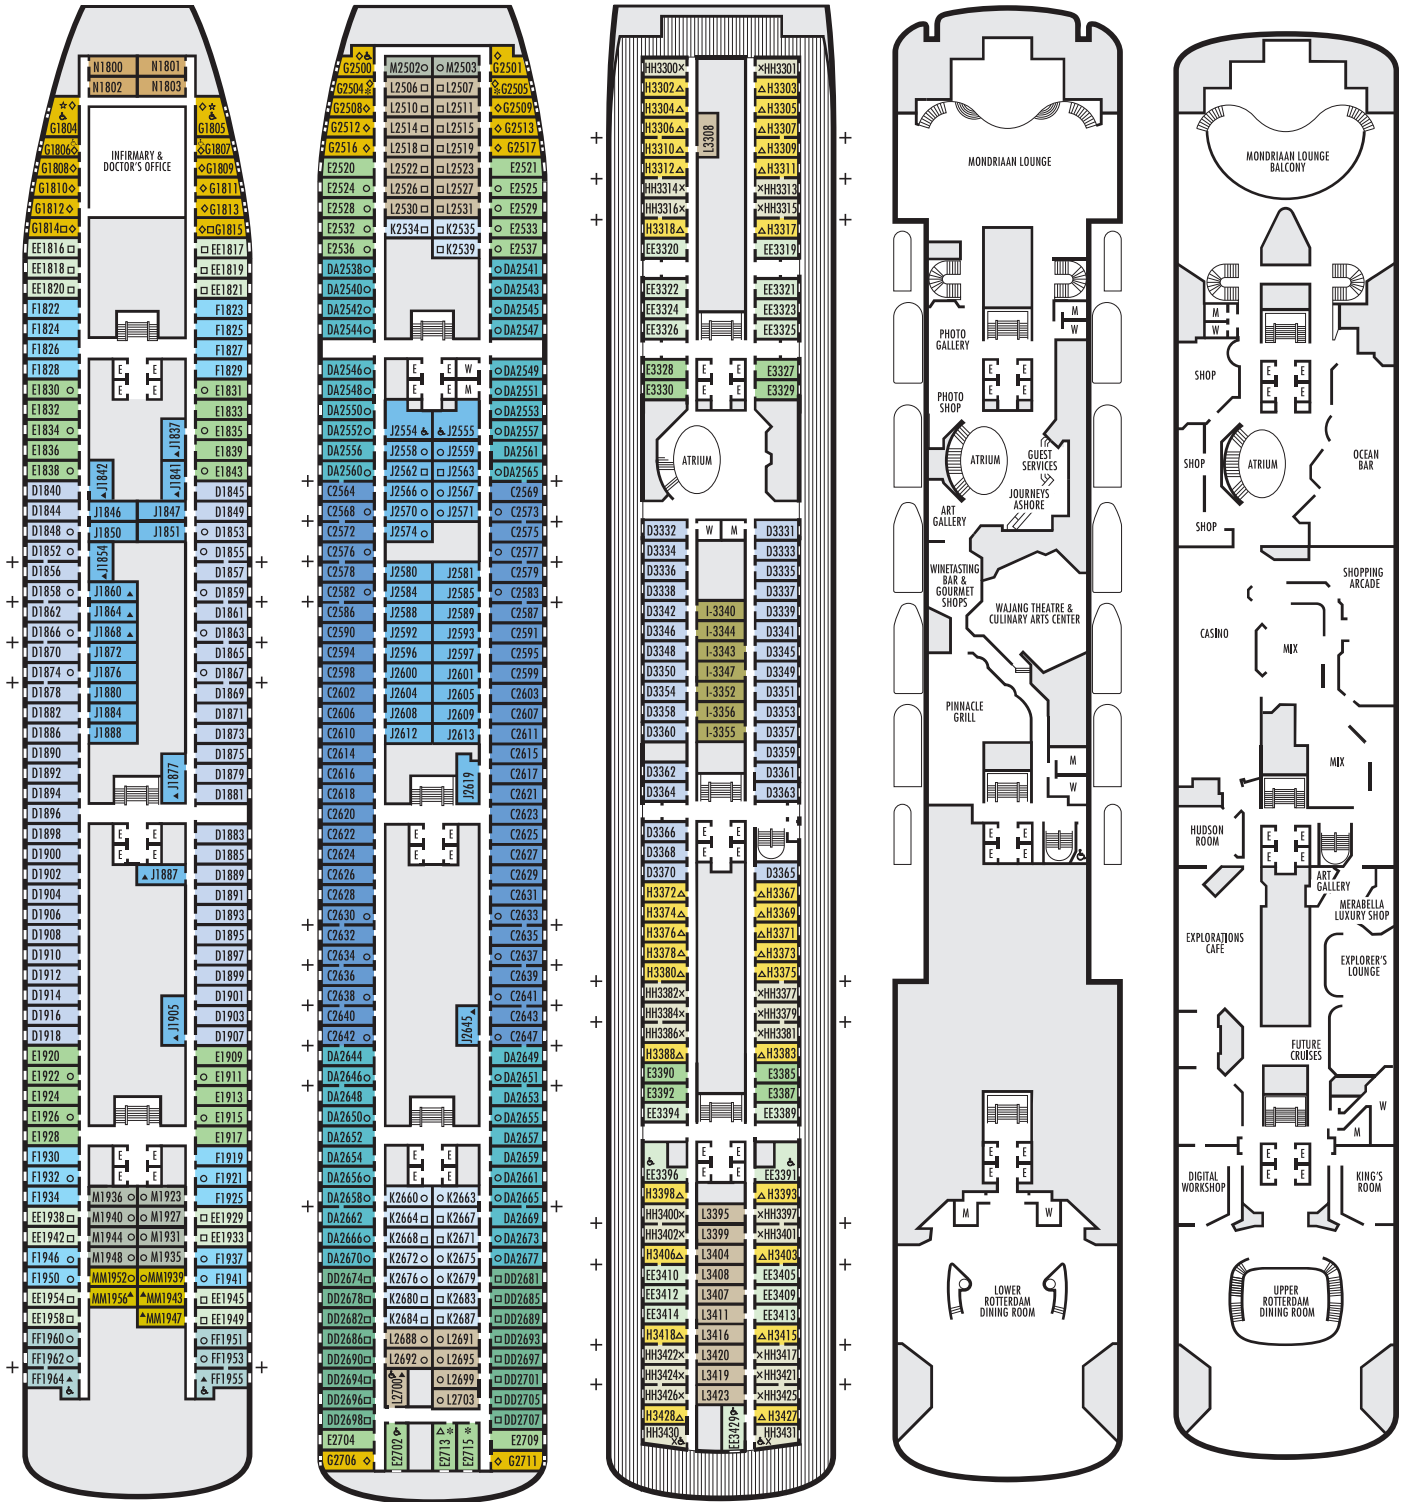 N1800
N1801
N1802
N1803
G1804
G1805
INFIRMARY &
DOCTOR'S OFFICE
G1806
G1807
G1808
G1809
G1810
G1811
G1812
G1813
G1814
G1815
EE1816
EE1817
EE1818
EE1819
EE1820
EE1821
F1822
F1823
F1824
F1825
F1826
F1827
F1828
F1829
E E
E E
E1830
E1831
E1832
E1833
E1834
E1835
E1836
E1839
E1838
E1843
J1837
J1841
J1842
D1840
D1845
D1844
J1846
J1847
D1849
D1848
J1850
J1851
D1853
D1852
J1854
D1855
D1856
D1857
D1858
J1860
D1859
D1862
J1864
D1861
D1866
J1868
D1863
D1870
J1872
D1865
D1874
J1876
D1867
D1878
J1880
D1869
D1882
J1884
D1871
D1886
J1888
D1873
D1890
D1875
D1892
J1877
D1879
D1894
D1881
D1896
D1898
E E
D1883
D1900
E E
D1885
D1902
J1887
D1889
D1904
D1891
D1906
D1893
D1908
D1895
D1910
D1897
D1912
D1899
D1914
D1901
D1916
J1905
D1903
D1918
D1907
E1920
E1909
E1922
E1911
E1924
E1913
E1926
E1915
E1928
E1917
F1930
E E
F1919
F1932
E E
F1921
F1934
M1936
M1923
F1925
EE1938
M1940
M1927
EE1929
EE1942
M1944
M1931
EE1933
F1946
M1948
M1935
F1937
F1950
MM1952
MM1939
F1941
EE1954
MM1956
MM1943
EE1945
EE1958
MM1947
EE1949
FF1960
FF1951
FF1962
FF1953
FF1964
FF1955
G2500
M2502
M2503
G2501
G2504
L2506
L2507
G2505
G2508
L2510
L2511
G2509
G2512
L2514
L2515
G2513
G2516
L2518
L2519
G2517
E2520
L2522
L2523
E2521
E2524
L2526
L2527
E2525
E2528
L2530
L2531
E2529
E2532
K2534
K2535
E2533
E2536
K2539
E2537
DA2538
DA2541
DA2540
DA2543
DA2542
DA2545
DA2544
DA2547
DA2546
E E W
DA2549
DA2548
E E M
DA2551
DA2550
DA2553
DA2552
J2554
J2555
DA2557
DA2556
J2558
J2559
DA2561
DA2560
J2562
J2563
DA2565
C2564
J2566
J2567
C2569
C2568
J2570
J2571
C2573
C2572
J2574
C2575
C2576
C2577
C2578
J2580
J2581
C2579
C2582
J2584
J2585
C2583
C2586
J2588
J2589
C2587
C2590
J2592
J2593
C2591
C2594
J2596
J2597
C2595
C2598
J2600
J2601
C2599
C2602
J2604
J2605
C2603
C2606
J2608
J2609
C2607
C2610
J2612
J2613
C2611
C2614
C2615
C2616
J2619
C2617
C2618
C2621
C2620
C2623
C2622
E E
C2625
C2624
E E
C2627
C2626
C2629
C2628
C2631
C2630
C2633
C2632
C2635
C2634
C2637
C2636
C2639
C2638
C2641
C2640
J2645
C2643
C2642
C2647
DA2644
DA2649
DA2646
DA2651
DA2648
DA2653
DA2650
DA2655
DA2652
DA2657
DA2654
E E
DA2659
DA2656
E E
DA2661
DA2658
K2660
K2663
DA2665
DA2662
K2664
K2667
DA2669
DA2666
K2668
K2671
DA2673
DA2670
K2672
K2675
DA2677
DD2674
K2676
K2679
DD2681
DD2678
K2680
K2683
DD2685
DD2682
K2684
K2687
DD2689
DD2686
L2688
L2691
DD2693
DD2690
L2692
L2695
DD2697
DD2694
L2700
L2699
DD2701
DD2696
L2703
DD2705
DD2698
DD2707
E2704
E2702
E2713
E2715
E2709
G2706
G2711
HH3300
HH3301
H3302
H3303
H3304
H3305
H3306
L3308
H3307
H3310
H3309
H3312
H3311
HH3314
HH3313
HH3316
HH3315
H3318
H3317
EE3320
EE3319
EE3322
EE3321
EE3324
EE3323
EE3326
EE3325
E3328
E E
E3327
E3330
E E
E3329
ATRIUM
D3332
W M
D3331
D3334
D3333
D3336
D3335
D3338
D3337
D3342
I-3340
D3339
D3346
I-3344
D3341
D3348
I-3343
D3345
D3350
I-3347
D3349
D3354
I-3352
D3351
D3358
I-3356
D3353
D3360
I-3355
D3357
D3359
D3362
D3361
D3364
D3363
D3366
E E
D3368
E E
D3370
D3365
H3372
H3367
H3374
H3369
H3376
H3371
H3378
H3373
H3380
H3375
HH3382
HH3377
HH3384
HH3379
HH3386
HH3381
H3388
H3383
E3390
E3385
E3392
E3387
EE3394
EE3389
E E
E E
EE3396
EE3391
H3398
L3395
H3393
HH3400
HH3397
HH3402
L3399
HH3401
H3406
L3404
H3403
EE3410
L3408
EE3405
EE3412
L3407
EE3409
EE3414
L3411
EE3413
H3418
L3416
H3415
HH3422
L3420
HH3417
HH3424
L3419
HH3421
HH3426
L3423
HH3425
H3428
EE3429
H3427
HH3430
HH3431
MONDRIAAN LOUNGE
PHOTO
GALLERY
M
W
E E
E E
PHOTO
SHOP
ATRIUM
GUEST
SERVICES
JOURNEYS
ASHORE
ART
GALLERY
WINETASTING
BAR &
GOURMET
SHOPS
WAJANG THEATRE &
CULINARY ARTS CENTER
PINNACLE
GRILL
M
W
E E
E E
E E
E E
M
W
LOWER
ROTTERDAM
DINING ROOM
MONDRIAAN LOUNGE
BALCONY
M
W
SHOP
E E
E E
SHOP
ATRIUM
OCEAN
BAR
SHOP
SHOPPING
ARCADE
CASINO
MIX
MIX
HUDSON
ROOM
E E
E E
ART
GALLERY
MERABELLA
LUXURY SHOP
EXPLORATIONS
CAFÉ
EXPLORER'S
LOUNGE
FUTURE
CRUISES
W
M
E E
E E
DIGITAL
WORKSHOP
KING'S
ROOM
UPPER
ROTTERDAM
DINING ROOM